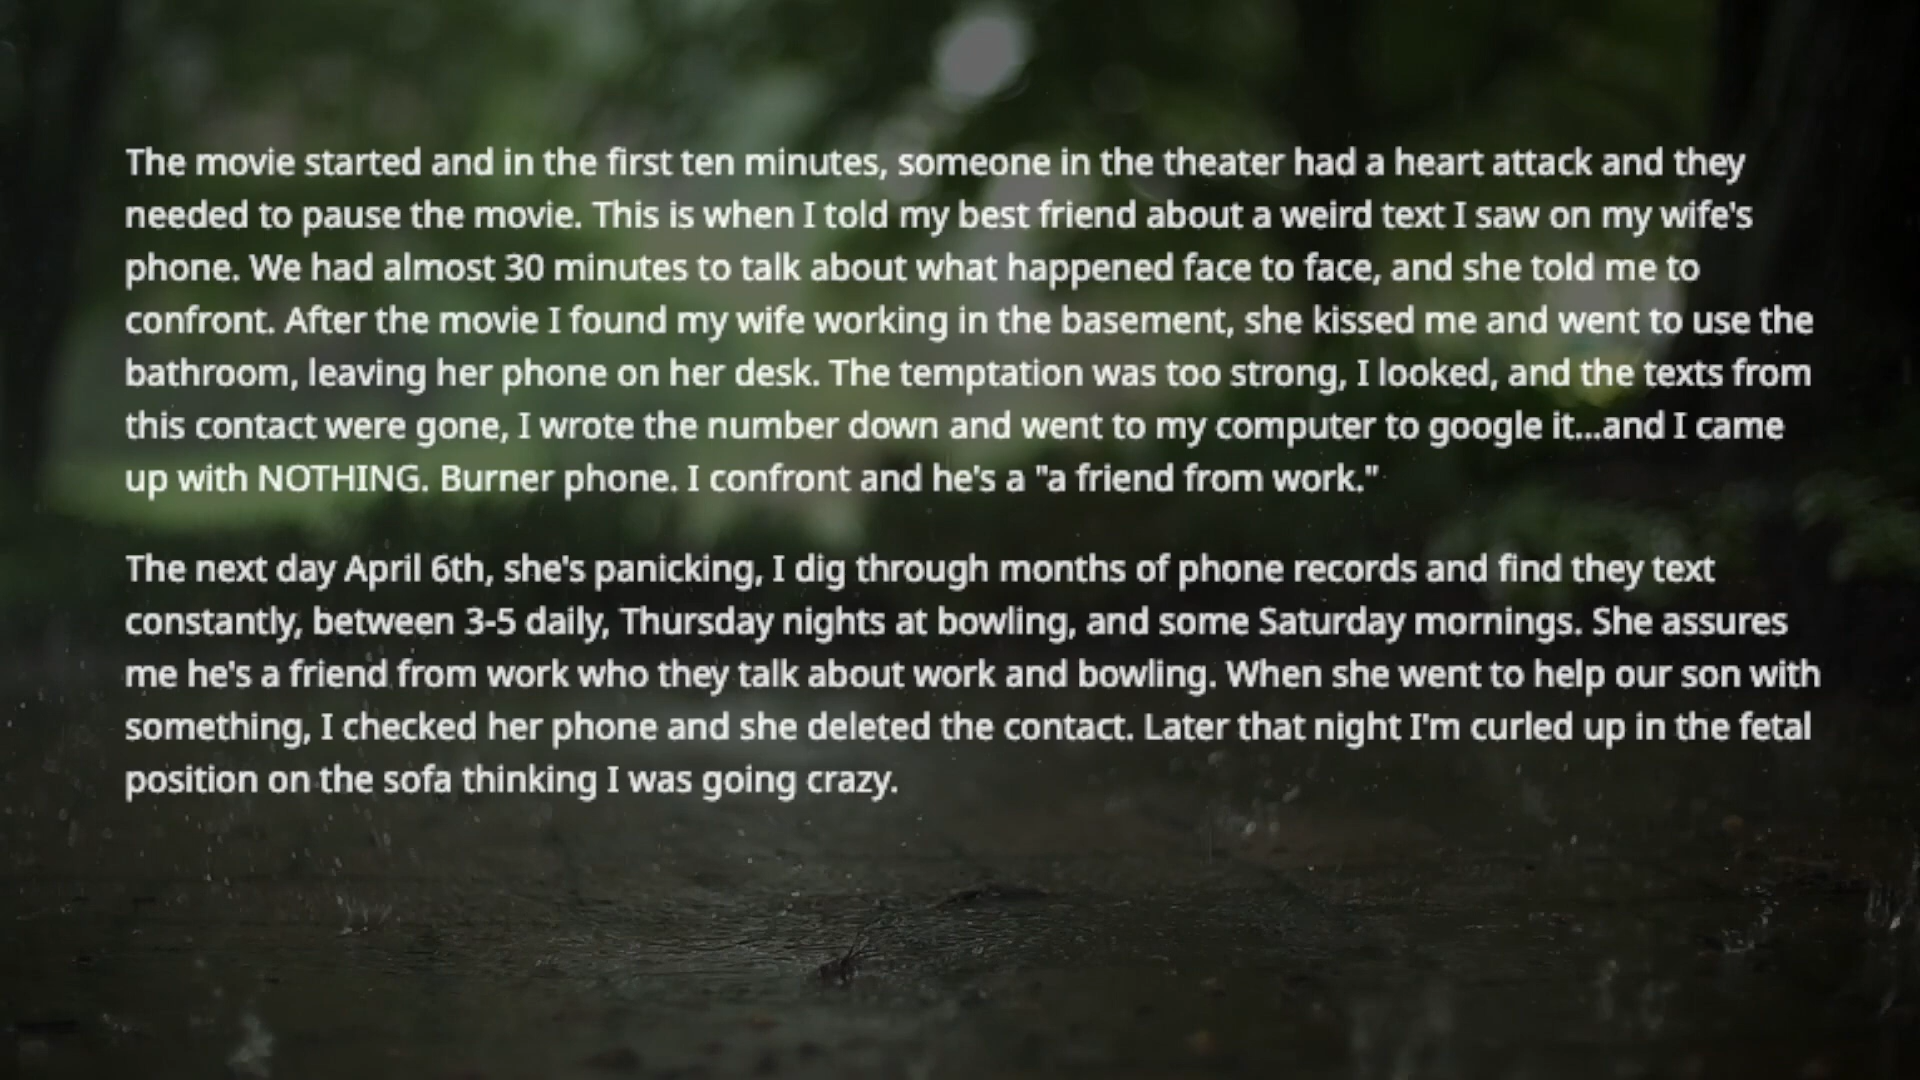 The movie started and in the first ten minutes, someone in the theater had a heart attack and they
needed to pause the movie. This is when I told my best friend about a weird text I saw on my wife's
phone. We had almost 30 minutes to talk about what happened face to face, and she told me to
confront. After the movie I found my wife working in the basement, she kissed me and went to use the
bathroom, leaving her phone on her desk. The temptation was too strong, I looked, and the texts from
this contact were gone, I wrote the number down and went to my computer to google it...and I came
up with NOTHING. Burner phone. I confront and he's a "a friend from work."
The next day April 6th, she's panicking, I dig through months of phone records and find they text
constantly, between 3-5 daily, Thursday nights at bowling, and some Saturday mornings. She assures
me he's a friend from work who they talk about work and bowling. When she went to help our son with
something, I checked her phone and she deleted the contact. Later that night I'm curled up in the fetal
position on the sofa thinking I was going crazy.